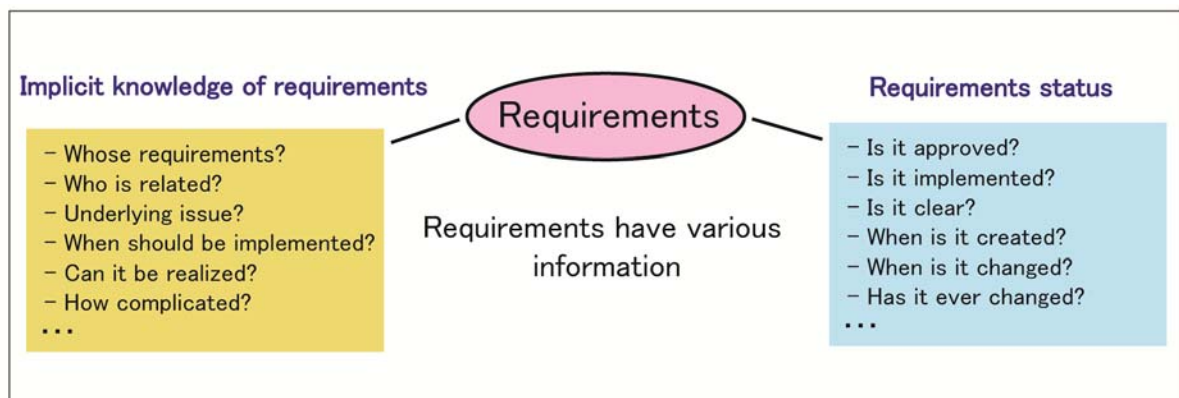 Implicit knowledge of requirements
- Whose requirements?
- Who is related?
- Underlying issue?
- When should be implemented?
- Can it be realized?
- How complicated?
...
Requirements
Requirements have various
information
Requirements status
- Is it approved?
- Is it implemented?
- Is it clear?
- When is it created?
- When is it changed?
- Has it ever changed?
...